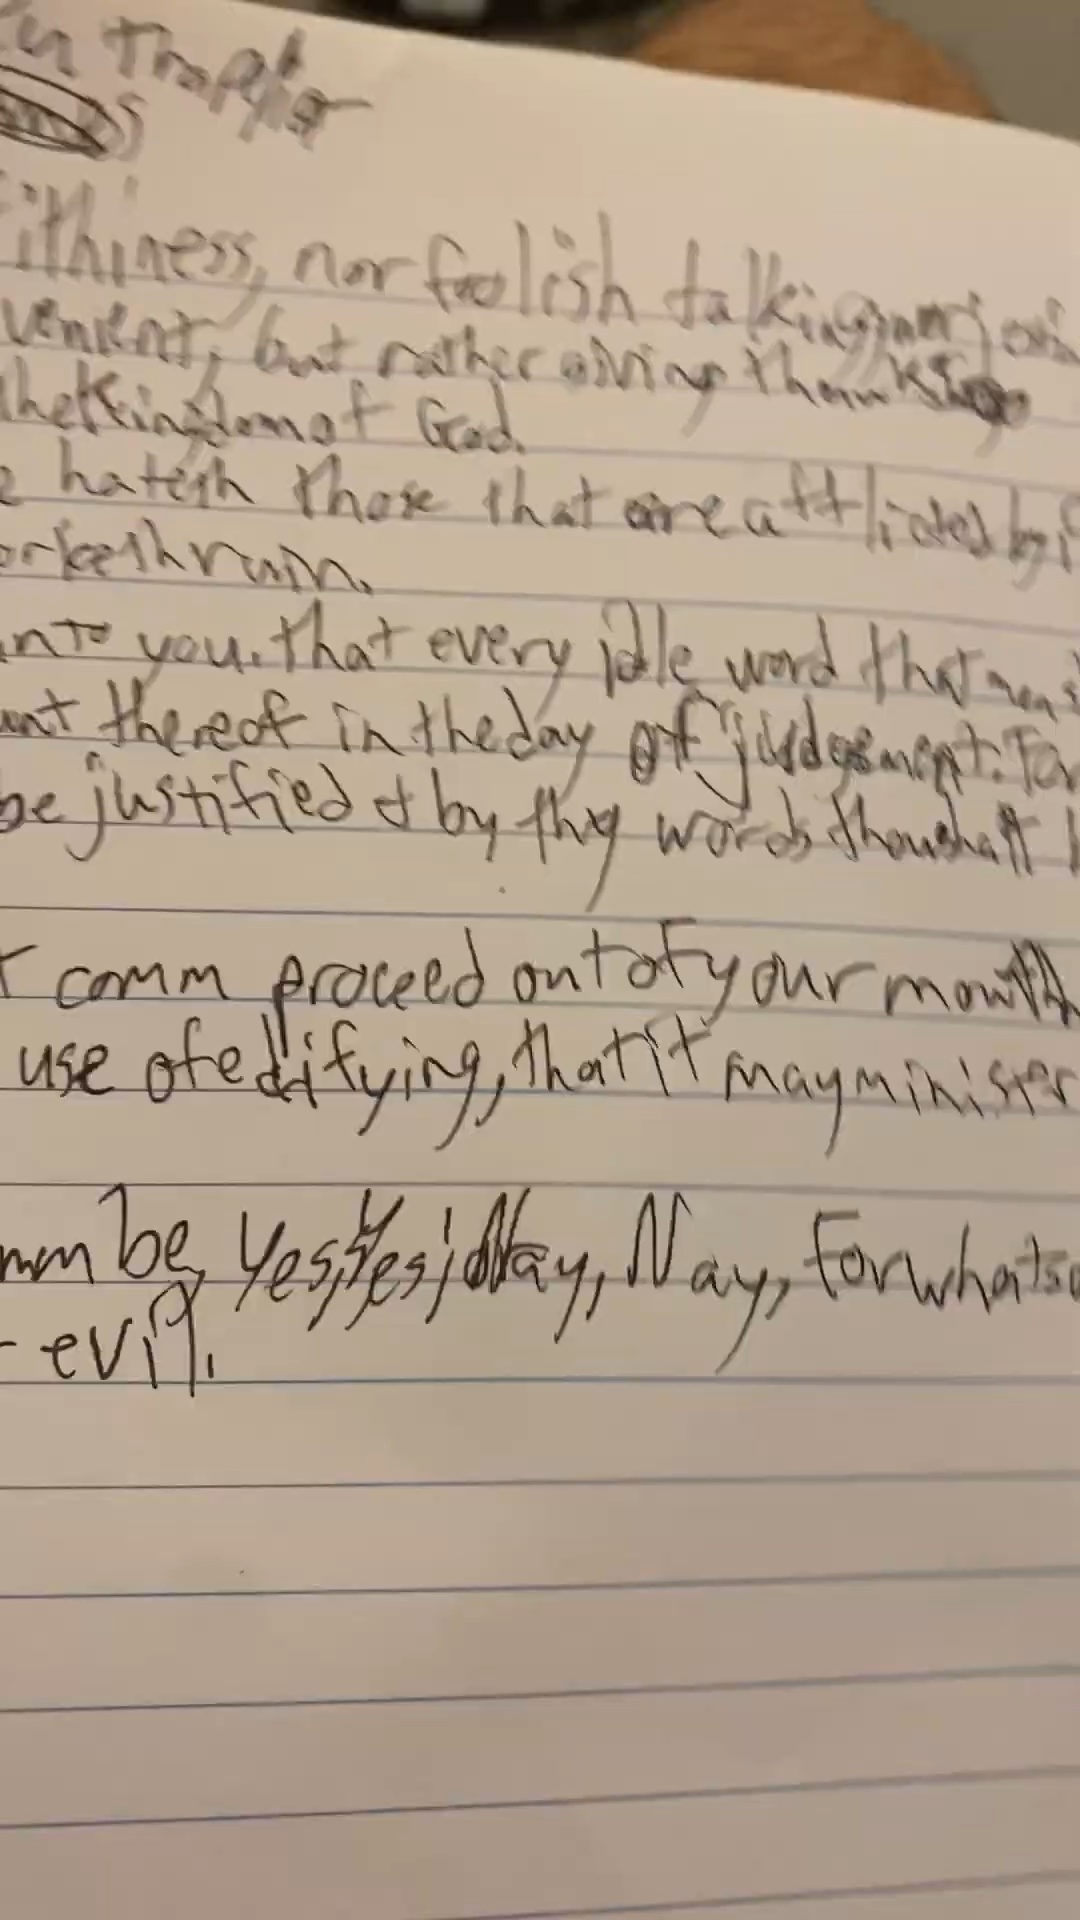 ithiness, nor foolish talking, nor
venient, but rather giving thanks
the Kingdom of God.
hateth those that are afflicted by
orketh ruin.
unto you. that every idle word that men
unt thereof in the day of judgement. For
be justified & by thy words thou shalt
comm proceed out of your mouth
use of edifying, that it may minister
mm be, Yes, Yes; Nay, Nay, For whatso
- evil.